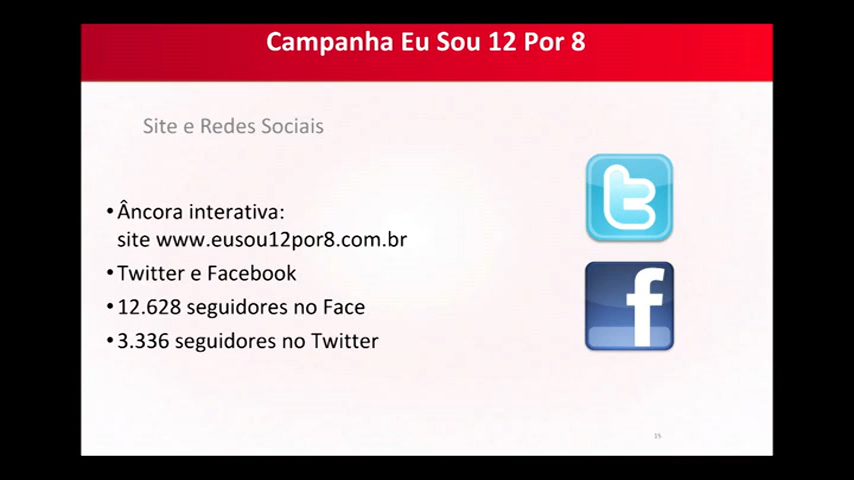 Campanha Eu Sou 12 Por 8
Site e Redes Sociais
•Âncora interativa:
site www.eusou12por8.com.br
•Twitter e Facebook
•12.628 seguidores no Face
•3.336 seguidores no Twitter
15